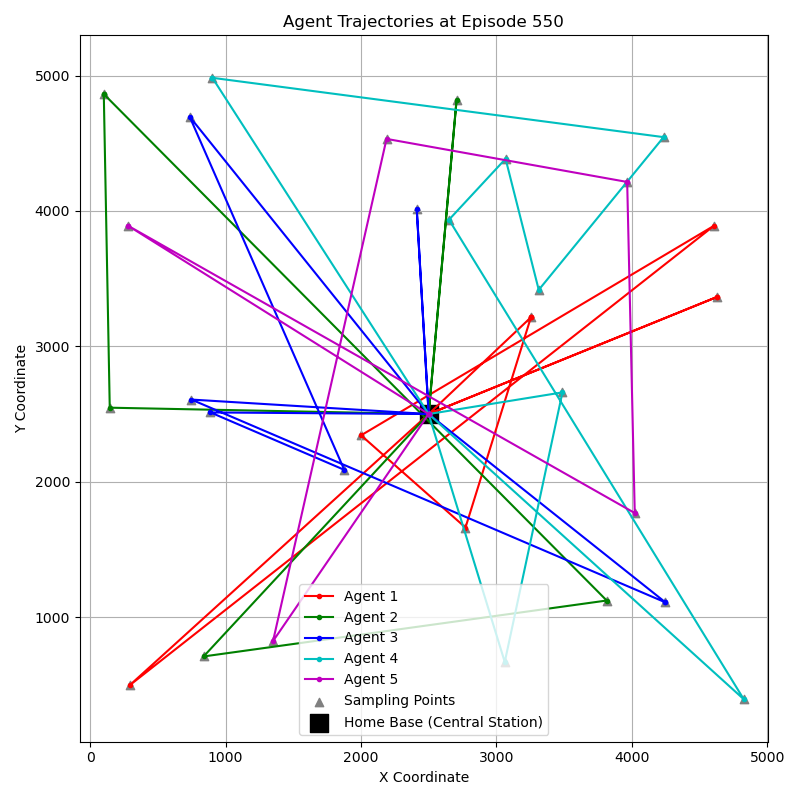 Agent Trajectories at Episode 550
Y Coordinate
5000
4000
3000
2000
1000
Agent 1
Agent 2
Agent 3
Agent 4
Agent 5
Sampling Points
Home Base (Central Station)
0
1000
2000
3000
4000
5000
X Coordinate